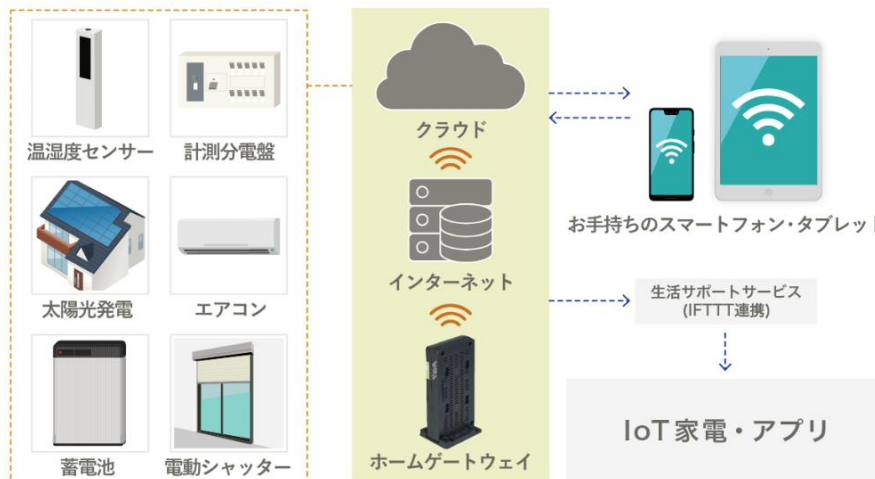 温湿度センサー
計測分電盤
太陽光発電
エアコン
蓄電池
電動シャッター
クラウド
インターネット
ホームゲートウェイ
お手持ちのスマートフォン・タブレット
生活サポートサービス
(IFTTT連携)
IoT家電・アプリ